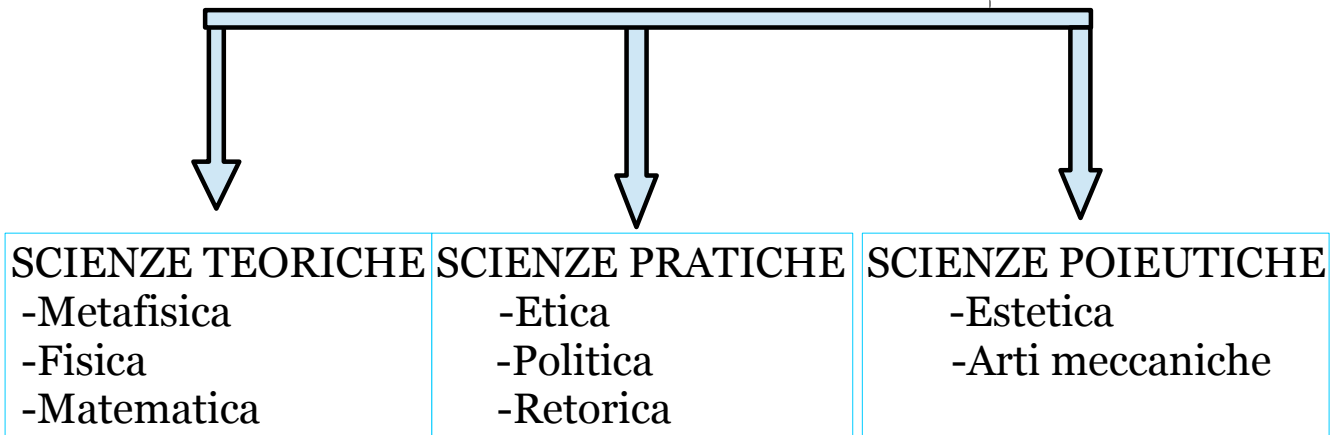 SCIENZE TEORICHE
-Metafisica
-Fisica
-Matematica
SCIENZE PRATICHE
-Etica
-Politica
-Retorica
SCIENZE POIEUTICHE
-Estetica
-Arti meccaniche